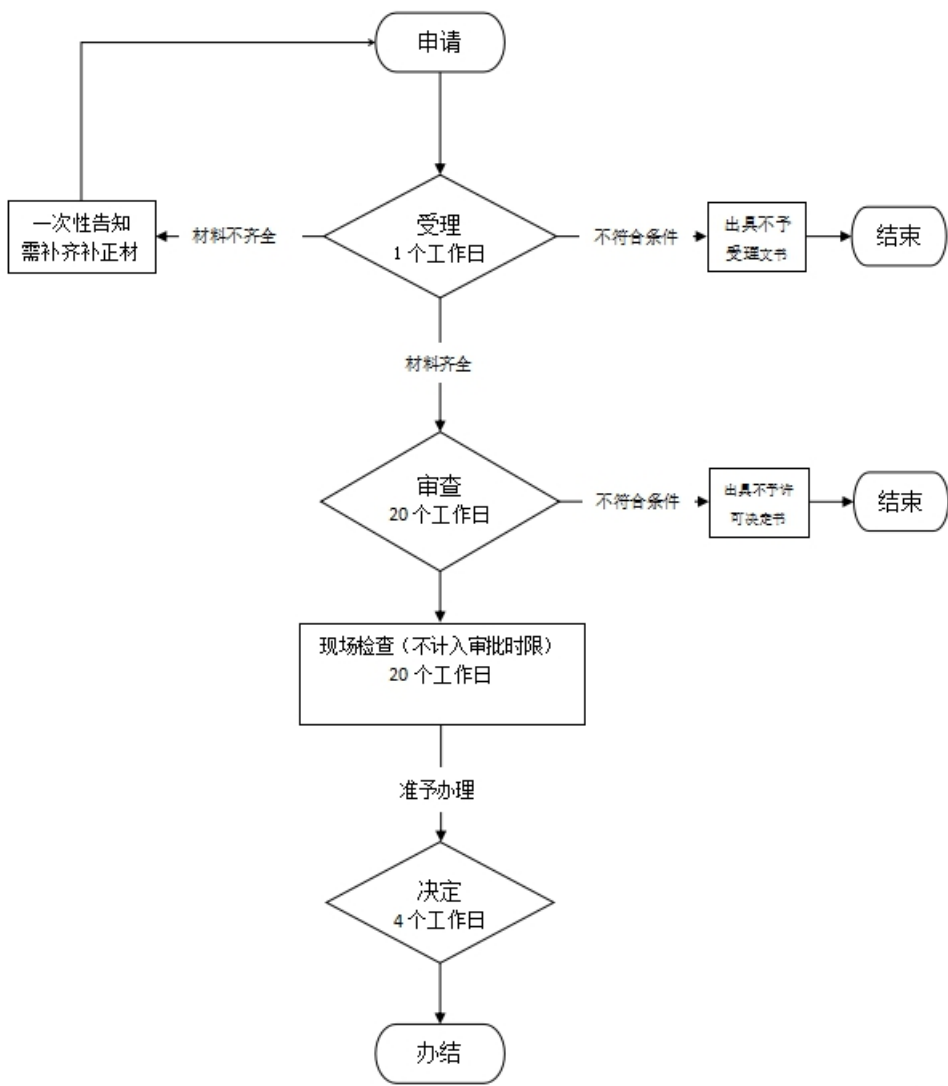 申请
一次性告知
需补齐补正材
材料不齐全
受理
1个工作日
不符合条件
出具不予
受理文书
结束
材料齐全
审查
20个工作日
不符合条件
出具不予许
可决定书
结束
现场检查（不计入审批时限）
20个工作日
准予办理
决定
4个工作日
办结